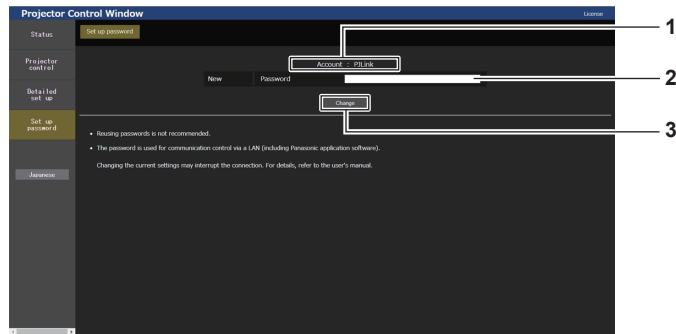 Projector Control Window
License
1
Status
Set up password
Projector
control
Account : PJLink
New Password
2
Detailed
set up
Change
Set up
password
3
• Reusing passwords is not recommended.
• The password is used for communication control via a LAN (including Panasonic application software).
Changing the current settings may interrupt the connection. For details, refer to the user's manual.
Japanese